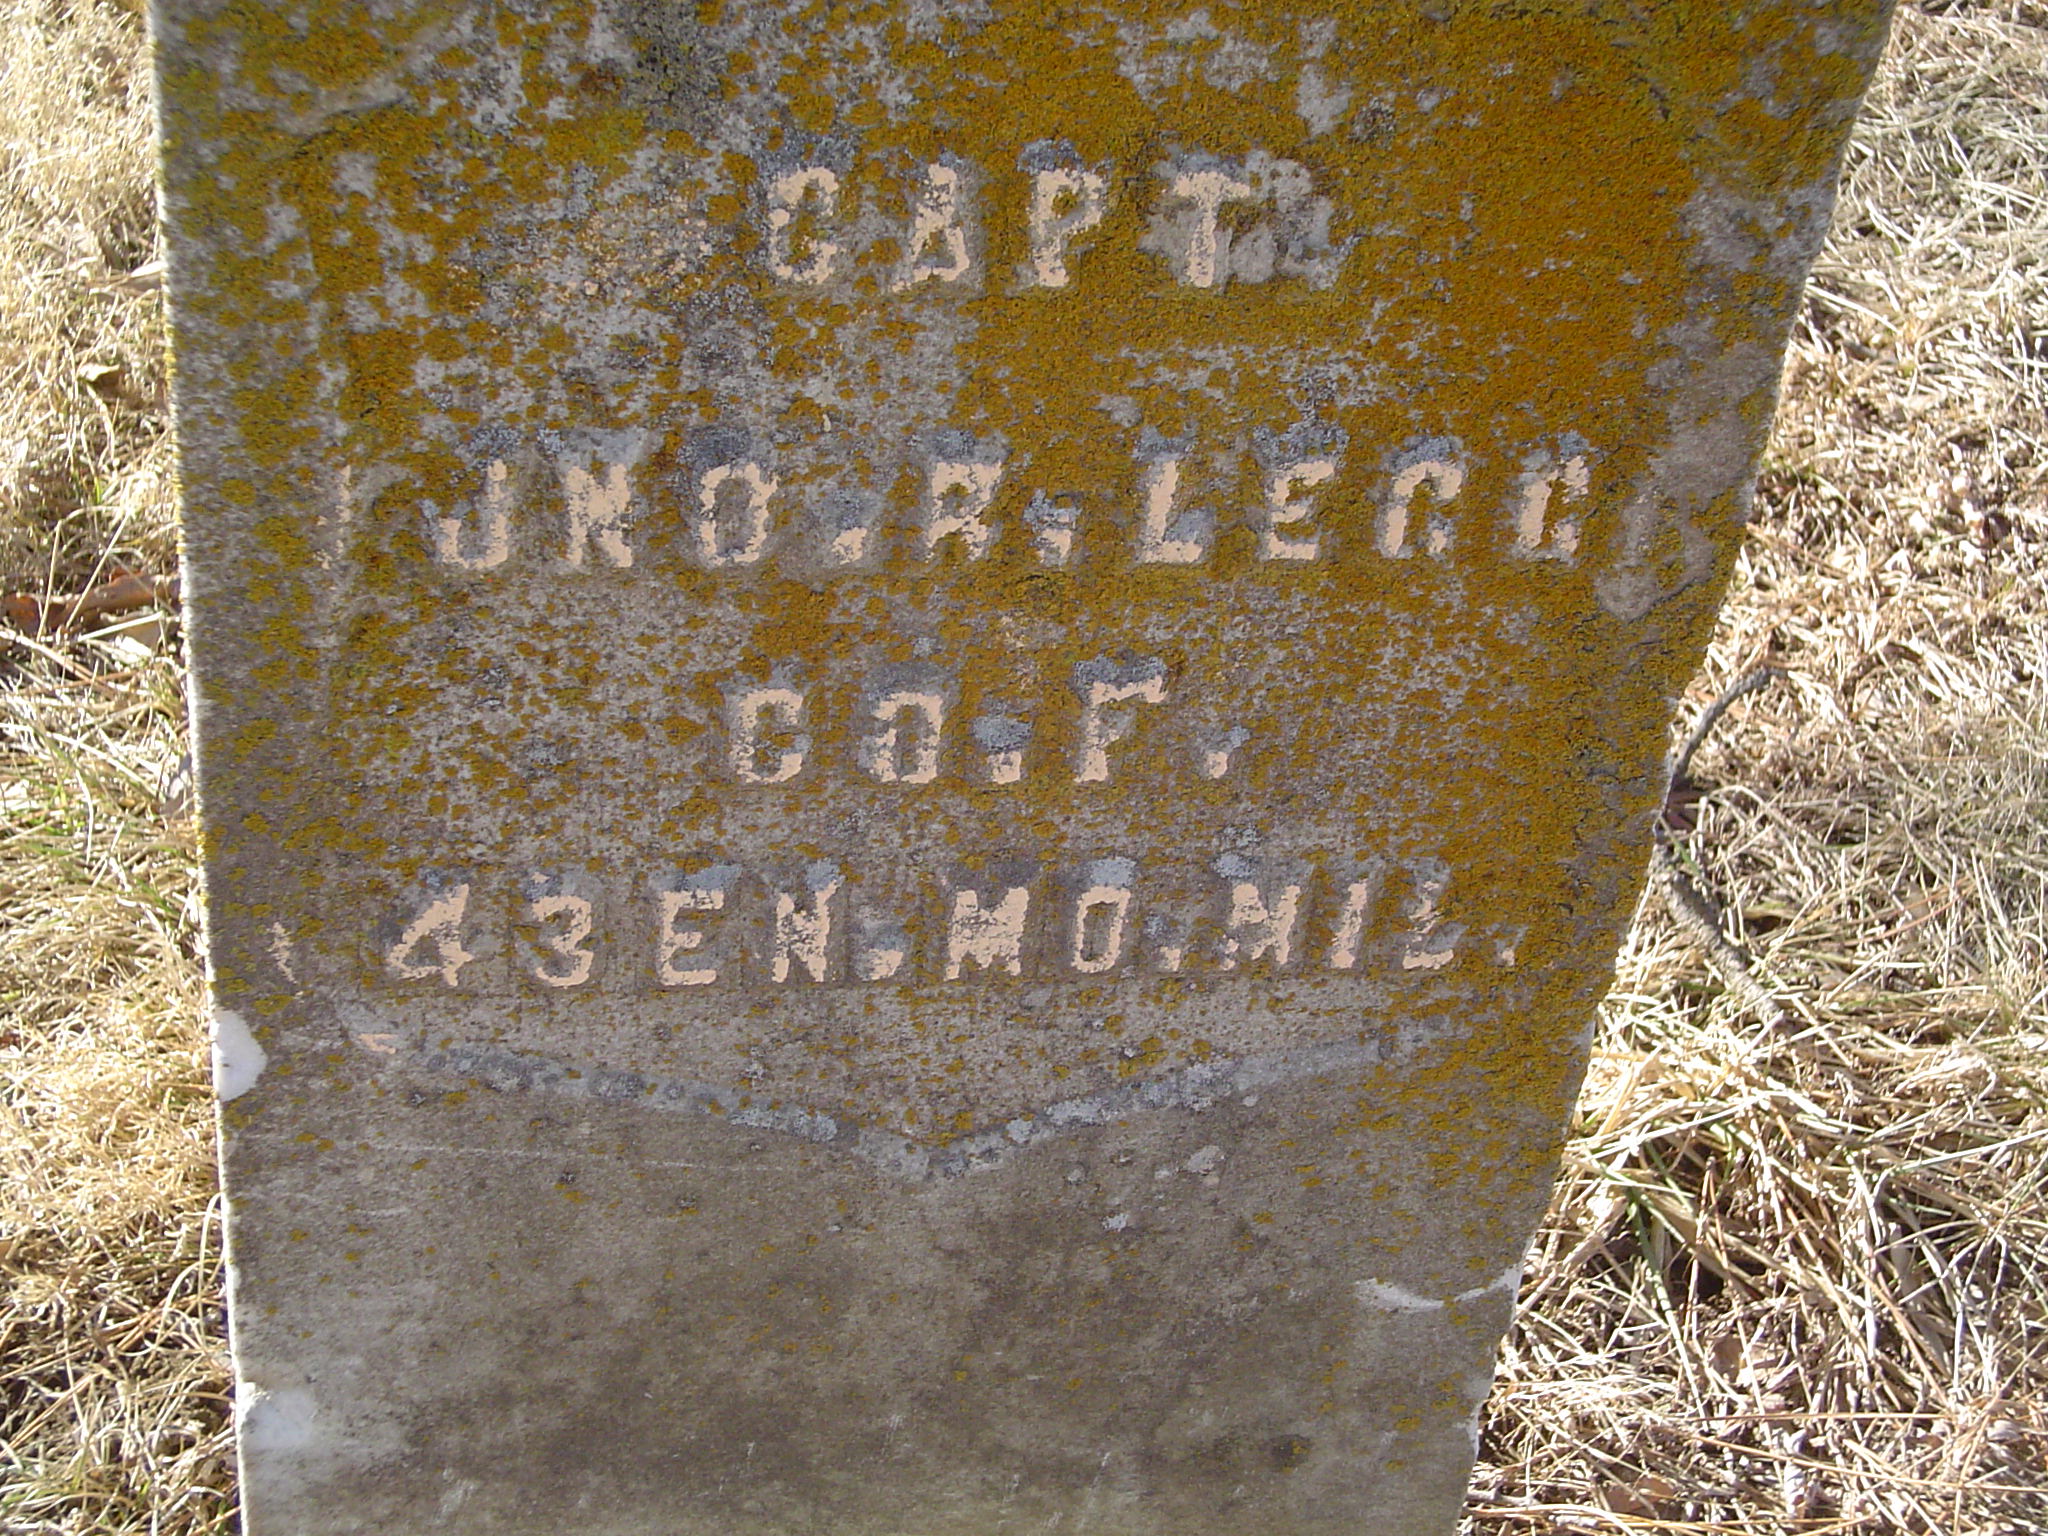 CAPT.
JNO. R. LEGG
CO. F.
43 EN. MO. MIL.